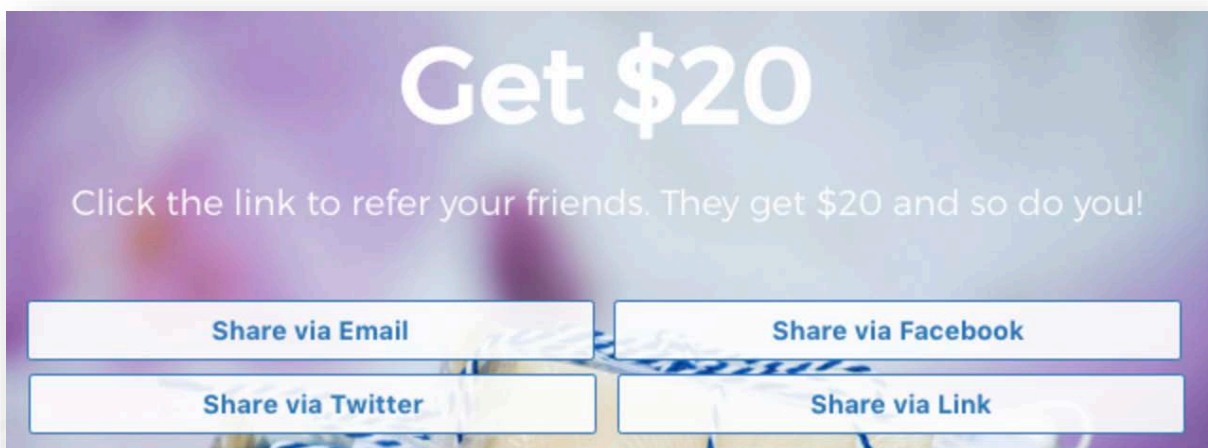 Get $20
Click the link to refer your friends. They get $20 and so do you!
Share via Email
Share via Facebook
Share via Twitter
Share via Link